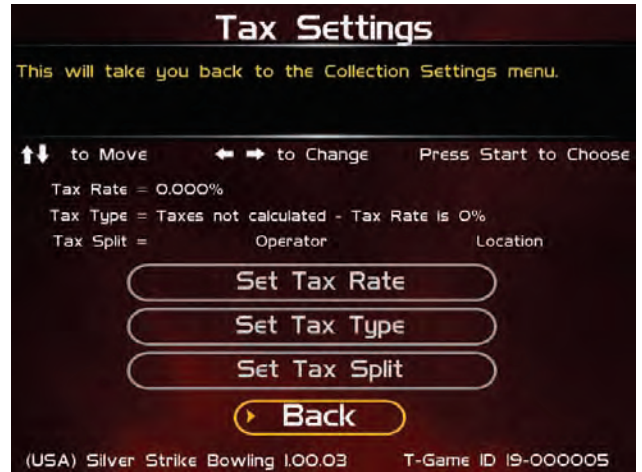 Tax Settings
This will take you back to the Collection Settings menu.
to Move to Change Press Start to Choose
Tax Rate = 0.000%
Tax Type = Taxes not calculated - Tax Rate is 0%
Tax Split = Operator Location
Set Tax Rate
Set Tax Type
Set Tax Split
Back
(USA) Silver Strike Bowling 1.00.03 T-Game ID 19-000005